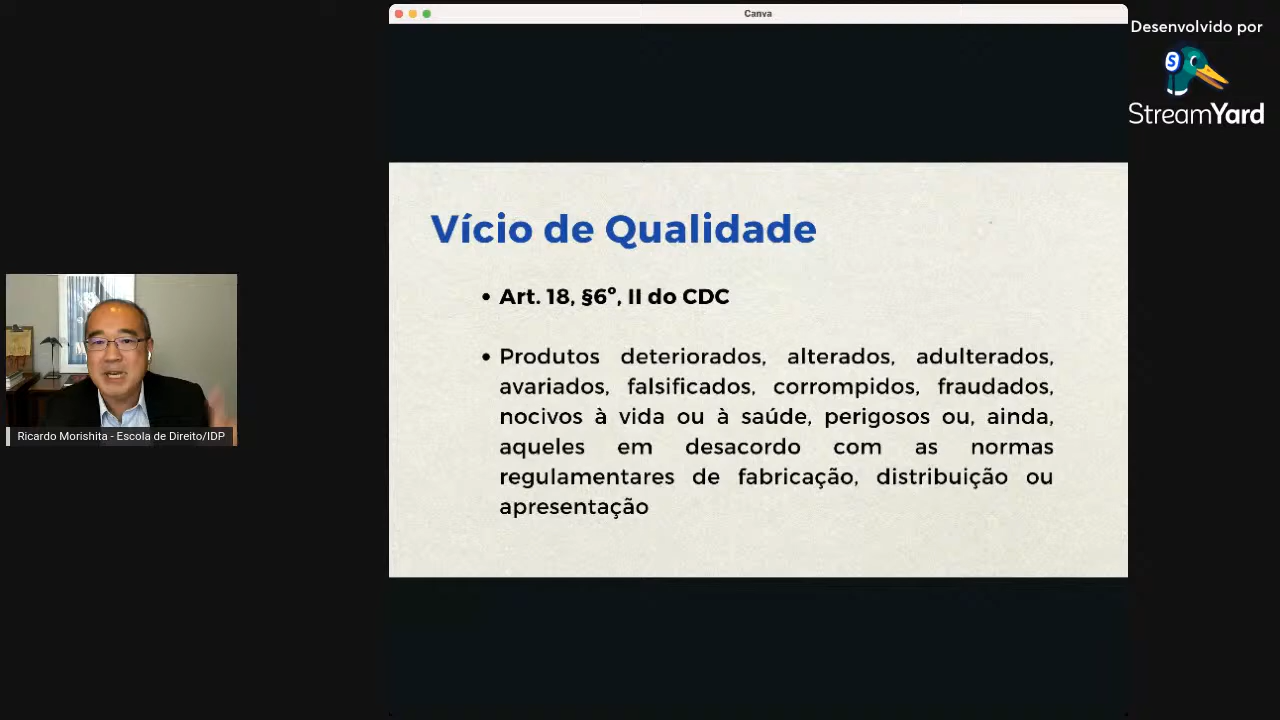 Canva
Desenvolvido por
StreamYard
Vício de Qualidade
• Art. 18, §6º, II do CDC
• Produtos deteriorados, alterados, adulterados,
avariados, falsificados, corrompidos, fraudados,
nocivos à vida ou à saúde, perigosos ou, ainda,
aqueles em desacordo com as normas
regulamentares de fabricação, distribuição ou
apresentação
Ricardo Morishita - Escola de Direito/IDP